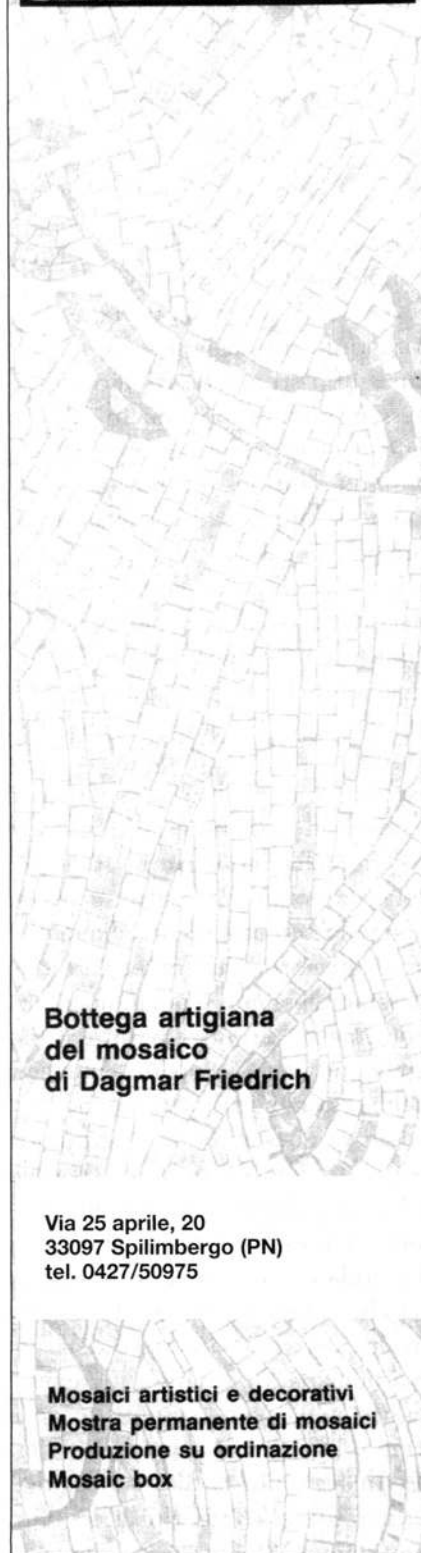 Bottega artigiana
del mosaico
di Dagmar Friedrich
Via 25 aprile, 20
33097 Spilimbergo (PN)
tel. 0427/50975
Mosaici artistici e decorativi
Mostra permanente di mosaici
Produzione su ordinazione
Mosaic box